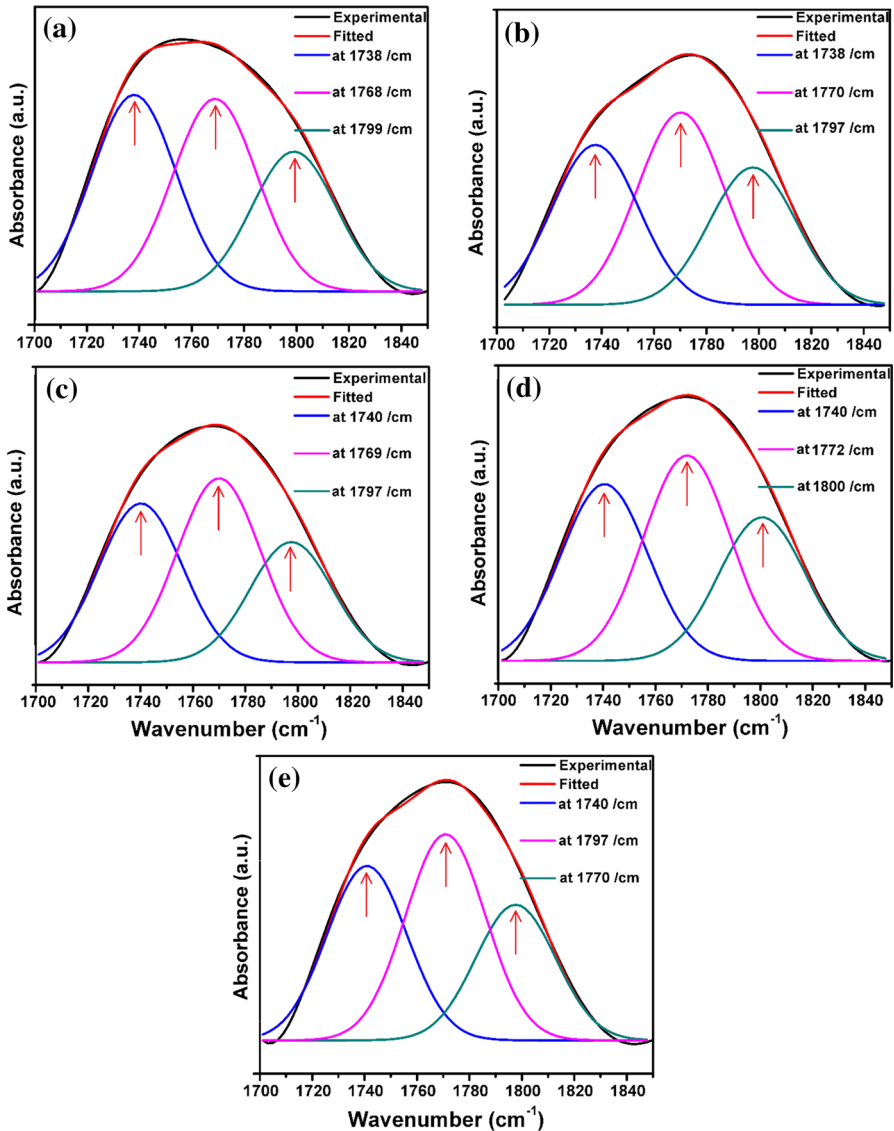 (a)
Experimental
Fitted
at 1738 /cm
at 1768 /cm
at 1799 /cm
Absorbance (a.u.)
1700 1720 1740 1760 1780 1800 1820 1840
(b)
Experimental
Fitted
at 1738 /cm
at 1770 /cm
at 1797 /cm
Absorbance (a.u.)
1700 1720 1740 1760 1780 1800 1820 1840
(c)
Experimental
Fitted
at 1740 /cm
at 1769 /cm
at 1797 /cm
Absorbance (a.u.)
1700 1720 1740 1760 1780 1800 1820 1840
Wavenumber (cm⁻¹)
(d)
Experimental
Fitted
at 1740 /cm
at 1772 /cm
at 1800 /cm
Absorbance (a.u.)
1700 1720 1740 1760 1780 1800 1820 1840
Wavenumber (cm⁻¹)
(e)
Experimental
Fitted
at 1740 /cm
at 1797 /cm
at 1770 /cm
Absorbance (a.u.)
1700 1720 1740 1760 1780 1800 1820 1840
Wavenumber (cm⁻¹)